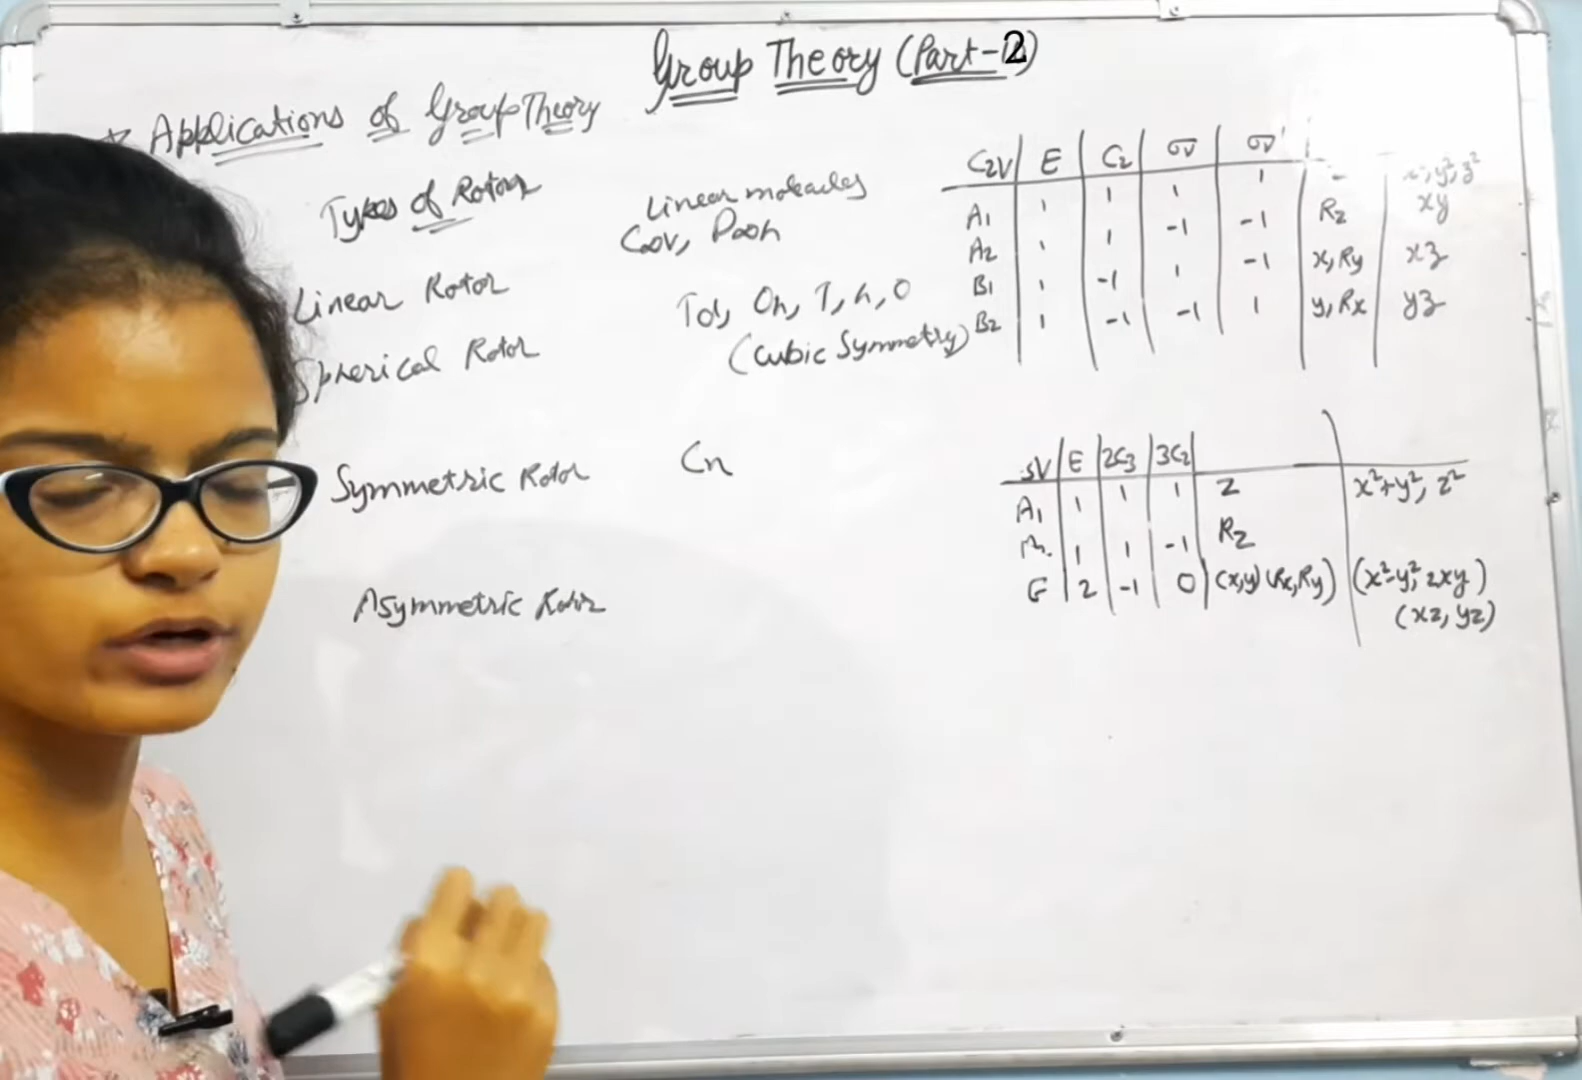 Group Theory (Part-2)
* Applications of Group Theory
Types of Rotors
Linear Rotor
Linear molecules
C∞v, D∞h
Spherical Rotor
Td, Oh, T, h, O
(Cubic Symmetry)
Symmetric Rotor
Cn
Asymmetric Rotor
C2V E C2 σv σv'
A1 1 1 1 1 y², z²
A2 1 1 -1 -1 Rz xy
B1 1 -1 1 -1 x, Ry xz
B2 1 -1 -1 1 y, Rx yz
3V E 2C3 3C2
A1 1 1 1 Z x²+y², z²
1 1 -1 Rz
E 2 -1 0 (x,y) (Rx, Ry) (x²-y², 2xy)
(xz, yz)